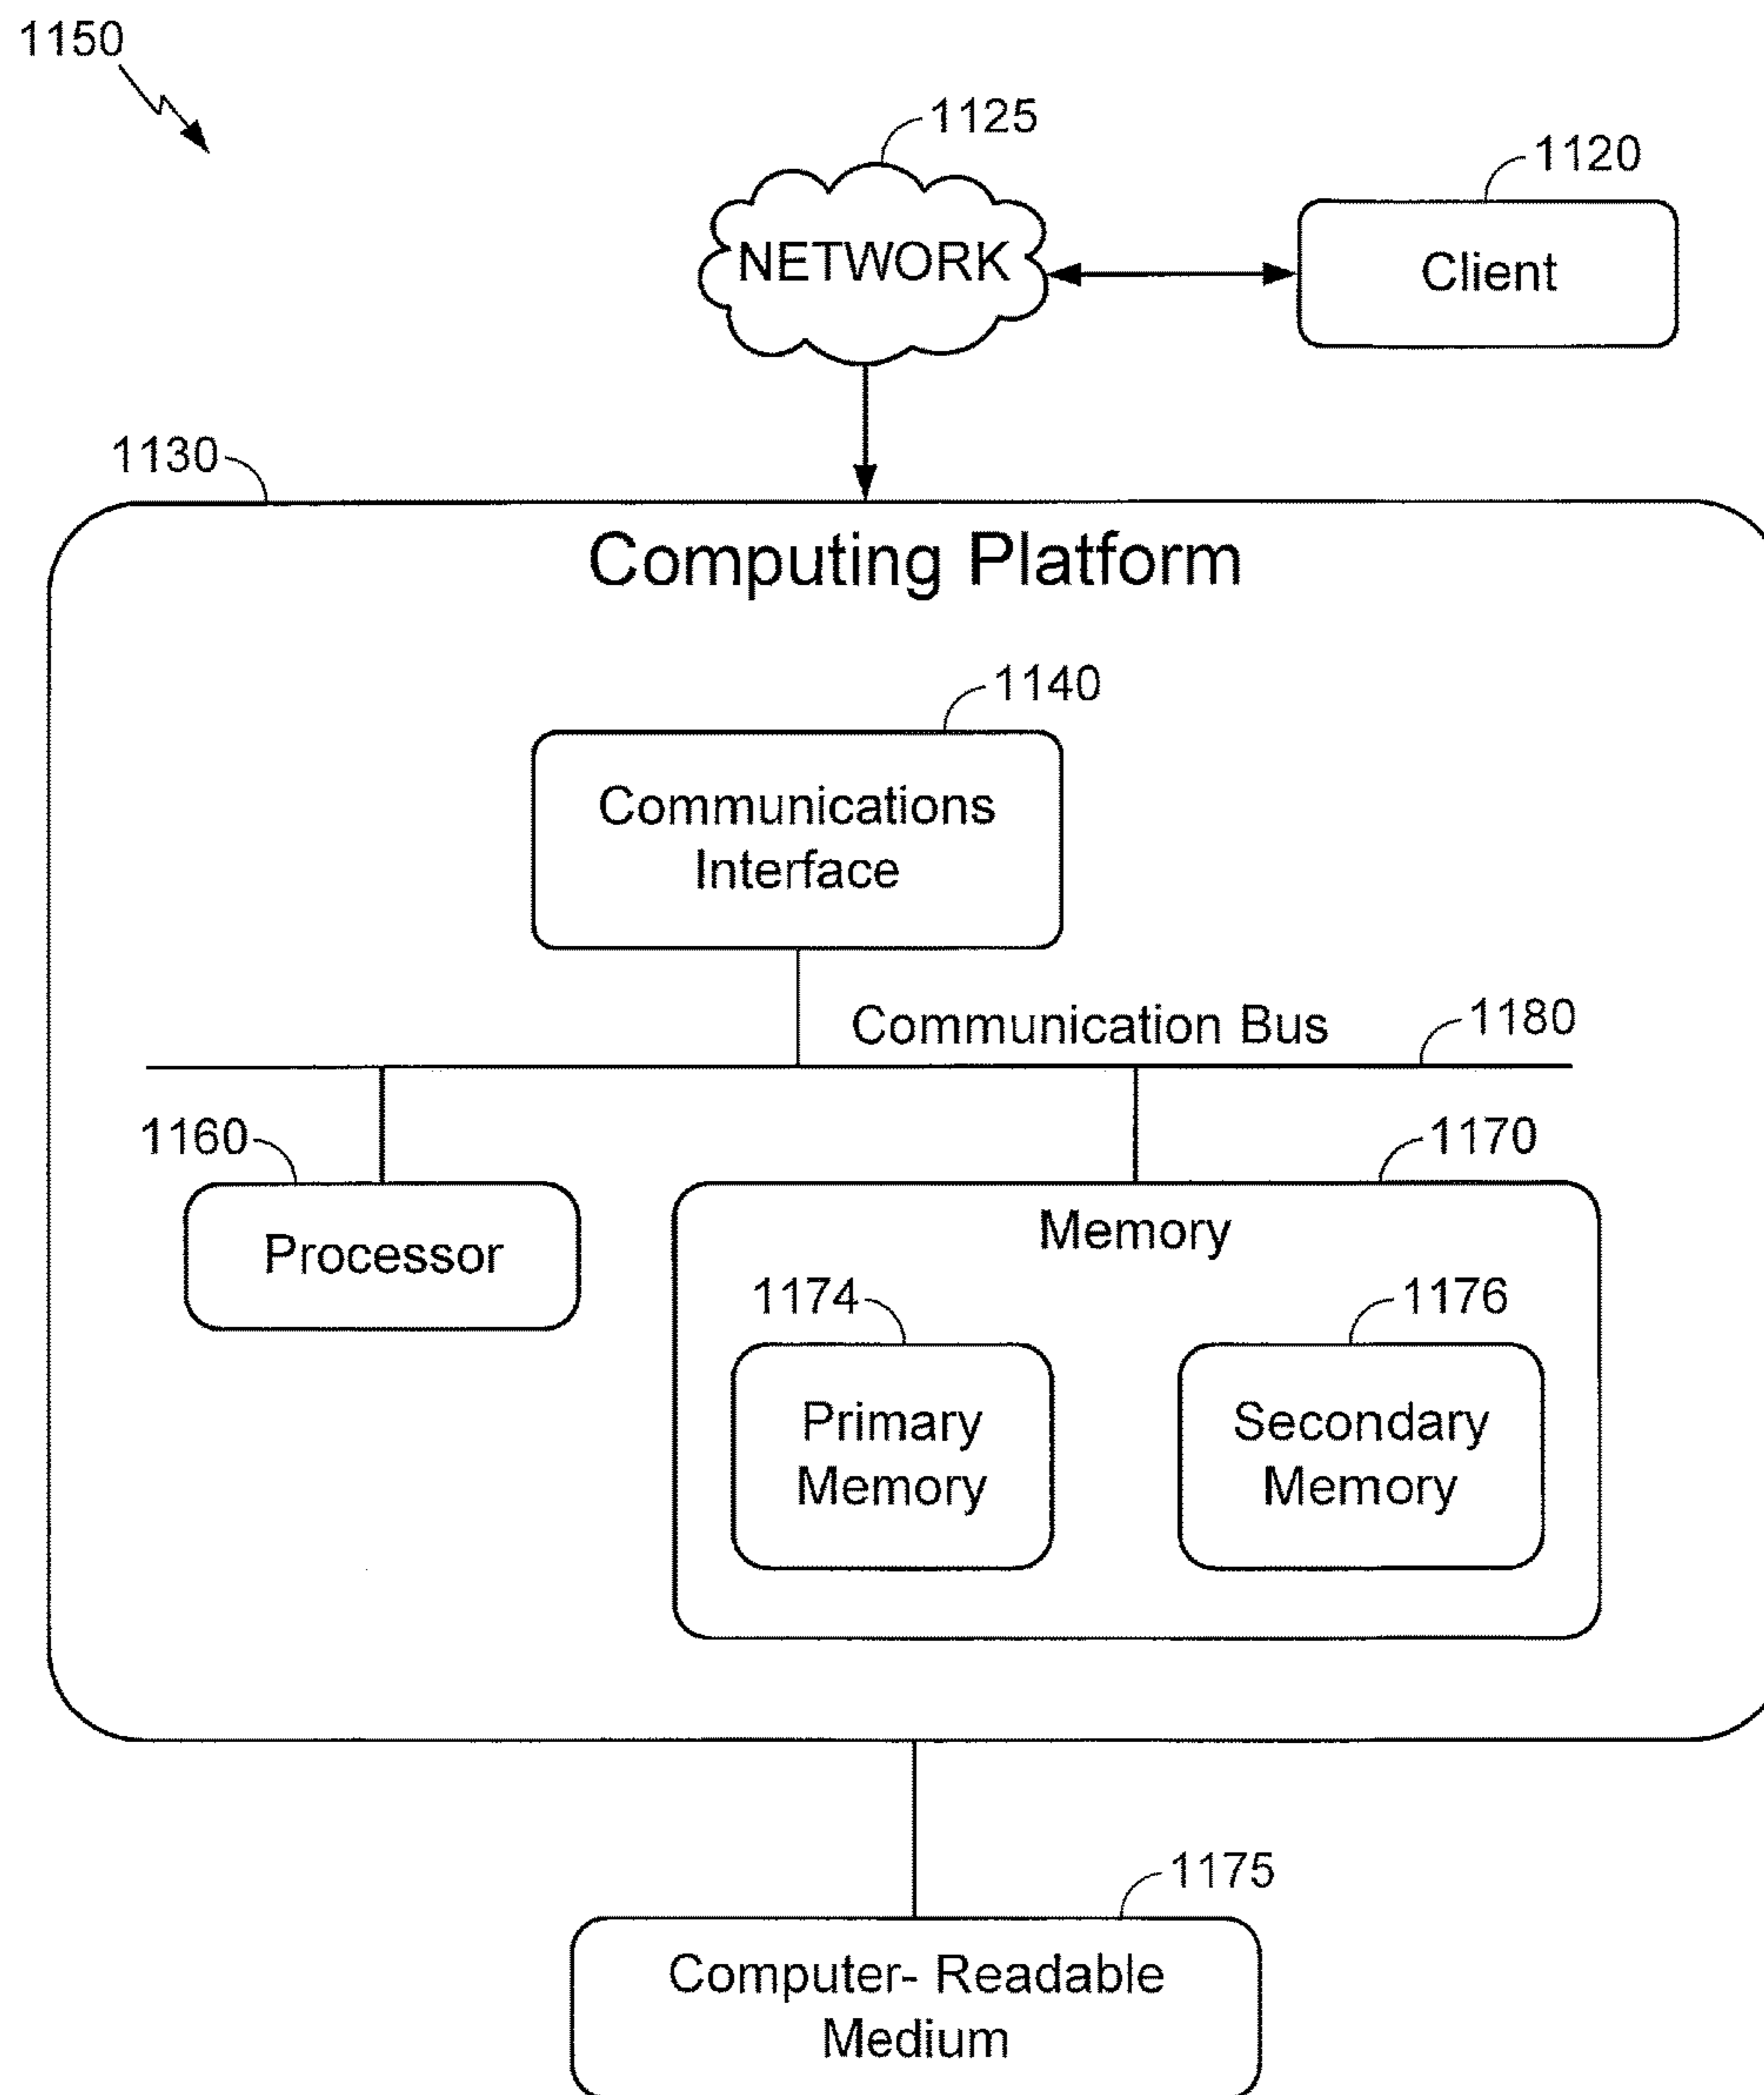 1150
1125
1120
NETWORK
Client
1130
Computing Platform
1140
Communications
Interface
Communication Bus
1180
1160
1170
Processor
Memory
1174
1176
Primary
Memory
Secondary
Memory
1175
Computer- Readable
Medium